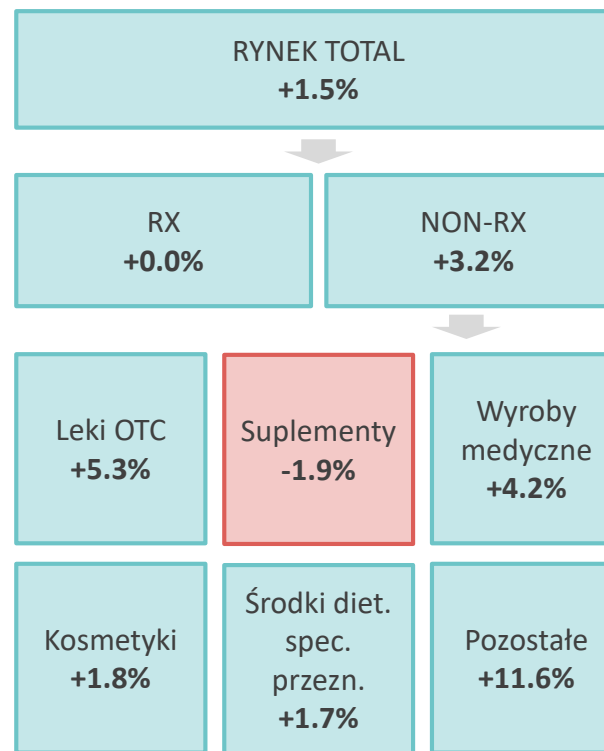 RYNEK TOTAL
+1.5%
RX
+0.0%
NON-RX
+3.2%
Leki OTC
+5.3%
Suplementy
-1.9%
Wyroby
medyczne
+4.2%
Kosmetyki
+1.8%
Środki diet.
spec.
przezn.
+1.7%
Pozostałe
+11.6%